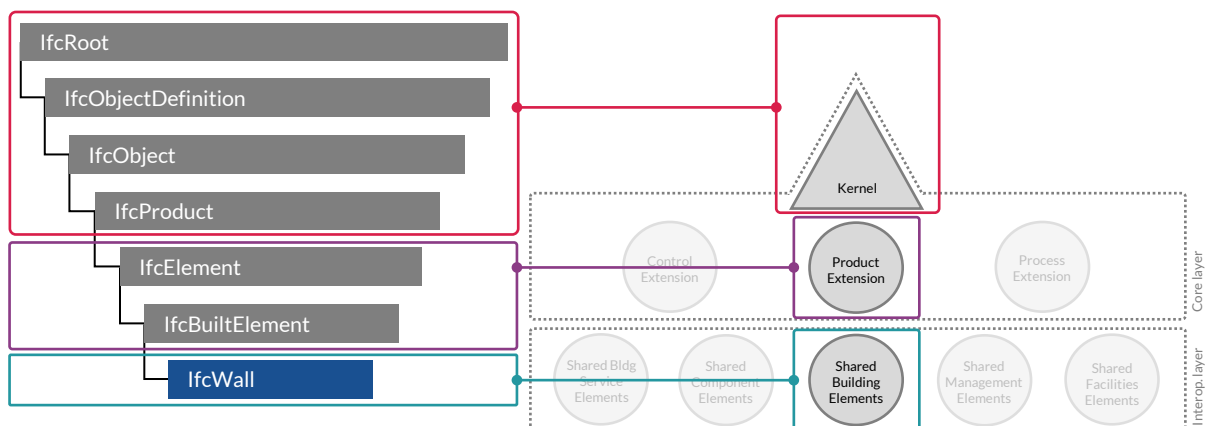 IfcRoot
IfcObjectDefinition
IfcObject
IfcProduct
IfcElement
IfcBuiltElement
IfcWall
Kernel
Control
Extension
Product
Extension
Process
Extension
Core layer
Shared Bldg
Service
Elements
Shared
Component
Elements
Shared
Building
Elements
Shared
Management
Elements
Shared
Facilities
Elements
Interop. layer